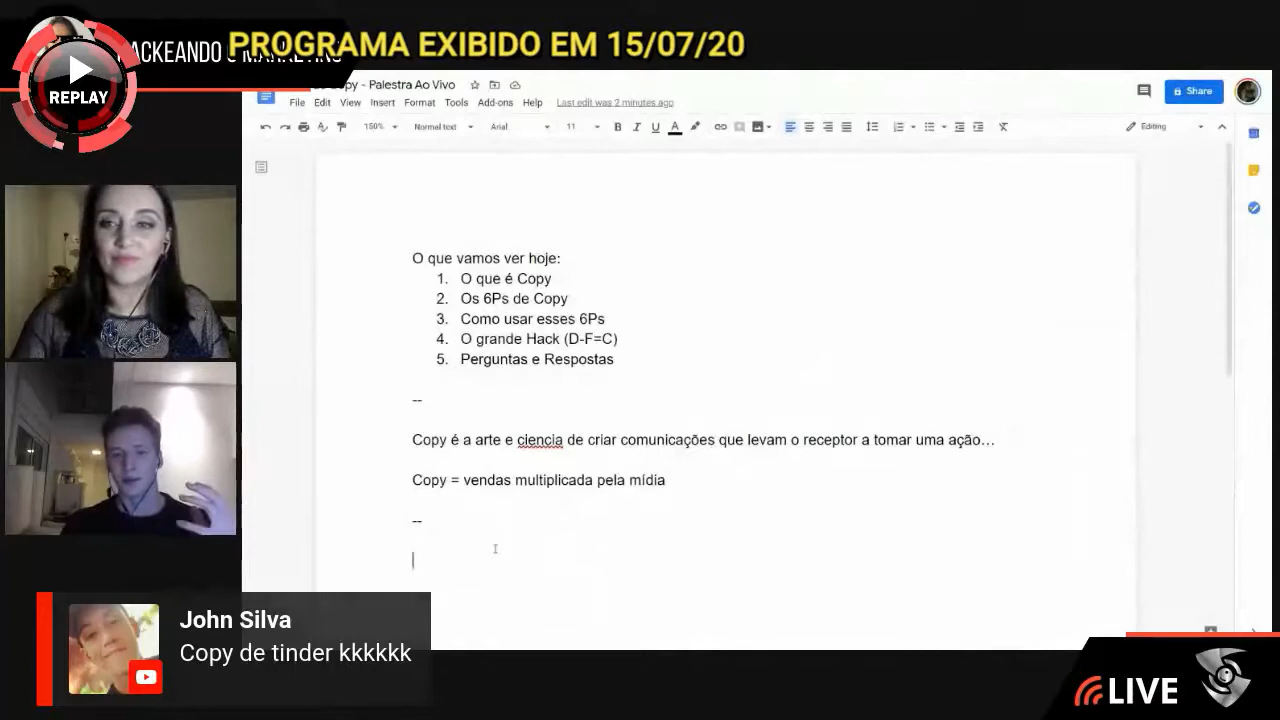 PROGRAMA EXIBIDO EM 15/07/20
REPLAY
Copy - Palestra Ao Vivo
File Edit View Insert Format Tools Add-ons Help Last edit was 2 minutes ago
Share
150% Normal text Arial 11 B I U A Editing
O que vamos ver hoje:
1. O que é Copy
2. Os 6Ps de Copy
3. Como usar esses 6Ps
4. O grande Hack (D-F=C)
5. Perguntas e Respostas
--
Copy é a arte e ciencia de criar comunicações que levam o receptor a tomar uma ação...
Copy = vendas multiplicada pela mídia
--
John Silva
Copy de tinder kkkkkk
LIVE